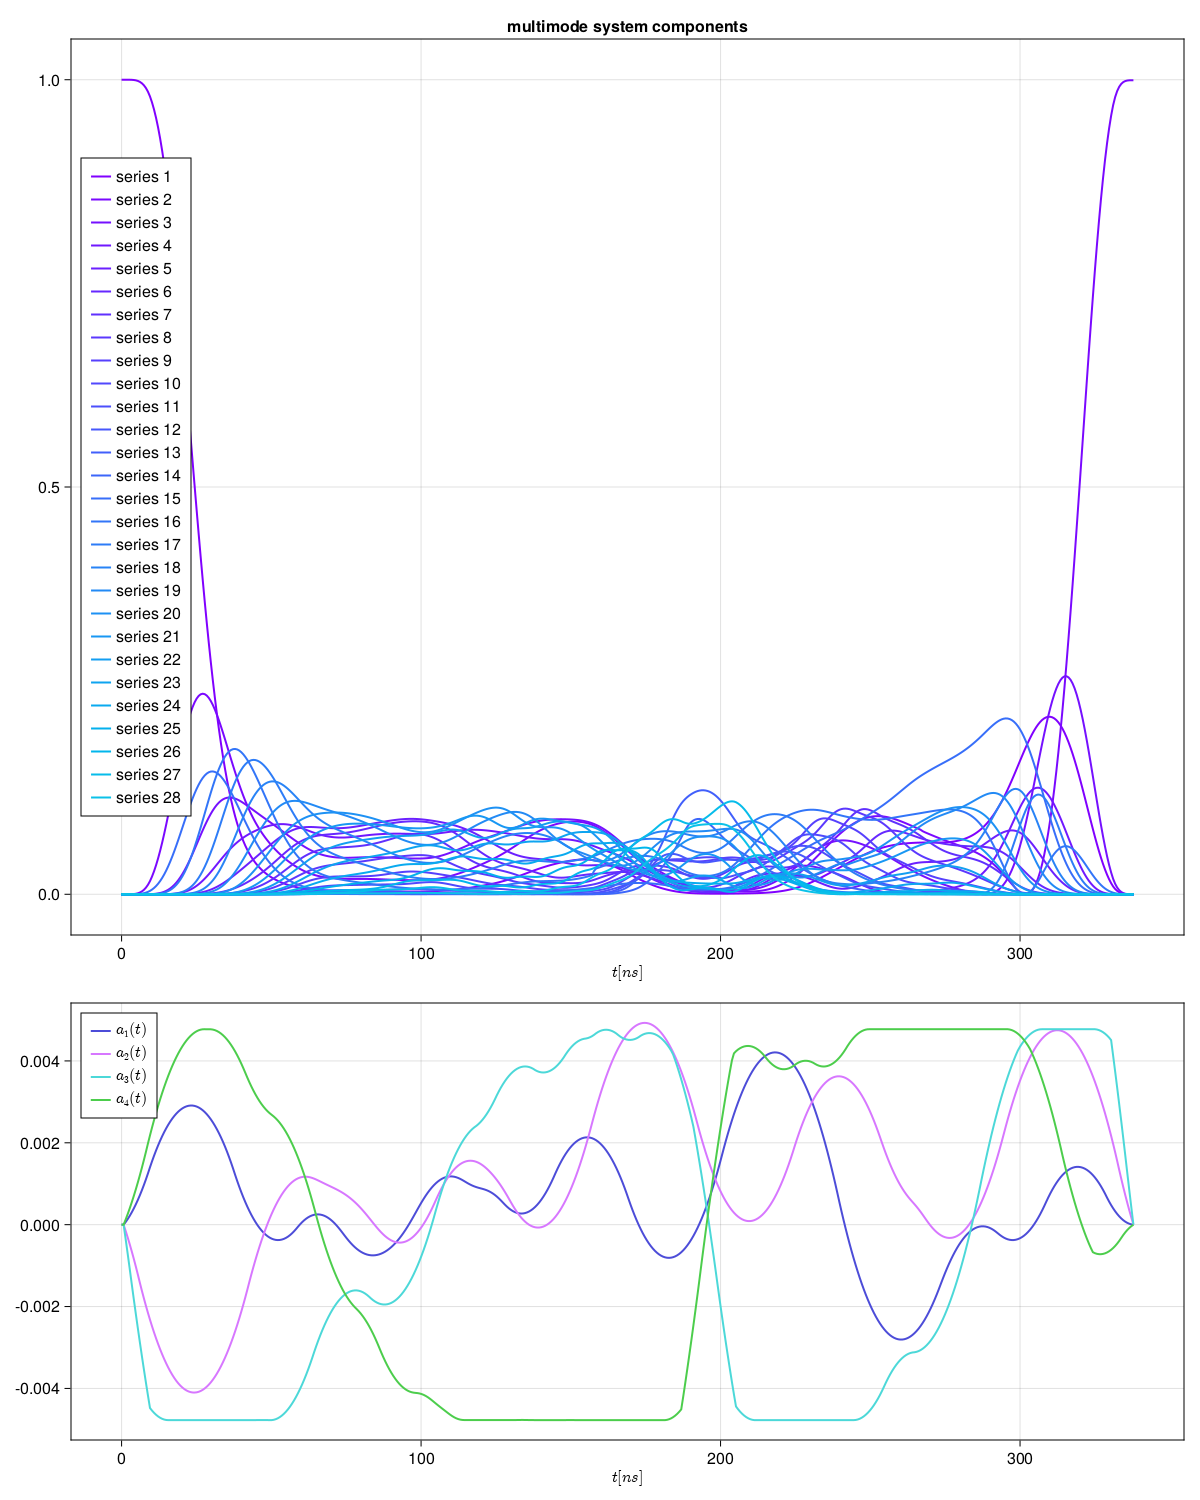 multimode system components
1.0
0.5
0.0
series 1
series 2
series 3
series 4
series 5
series 6
series 7
series 8
series 9
series 10
series 11
series 12
series 13
series 14
series 15
series 16
series 17
series 18
series 19
series 20
series 21
series 22
series 23
series 24
series 25
series 26
series 27
series 28
0 100 200 300
t[ns]
0.004
0.002
0.000
-0.002
-0.004
a₁(t)
a₂(t)
a₃(t)
a₄(t)
0 100 200 300
t[ns]